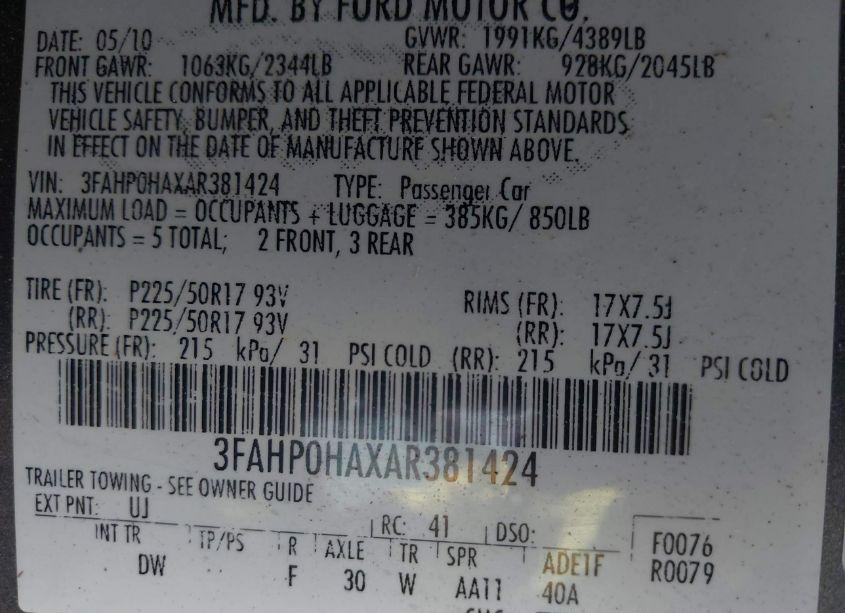 MFD. BY FORD MOTOR CO.
DATE: 05/10 GVWR: 1991KG/4389LB
FRONT GAWR: 1063KG/2344LB REAR GAWR: 928KG/2045LB
THIS VEHICLE CONFORMS TO ALL APPLICABLE FEDERAL MOTOR
VEHICLE SAFETY, BUMPER, AND THEFT PREVENTION STANDARDS
IN EFFECT ON THE DATE OF MANUFACTURE SHOWN ABOVE.
VIN: 3FAHP0HAXAR381424 TYPE: Passenger Car
MAXIMUM LOAD = OCCUPANTS + LUGGAGE = 385KG/ 850LB
OCCUPANTS = 5 TOTAL; 2 FRONT, 3 REAR
TIRE (FR): P225/50R17 93V RIMS (FR): 17X7.5J
(RR): P225/50R17 93V (RR): 17X7.5J
PRESSURE (FR): 215 kPa/ 31 PSI COLD (RR): 215 kPa/ 31 PSI COLD
3FAHP0HAXAR381424
TRAILER TOWING - SEE OWNER GUIDE
EXT PNT: UJ RC: 41 DSO: F0076
INT TR TP/PS R AXLE TR SPR ADE1F R0079
DW F 30 W AA11 40A